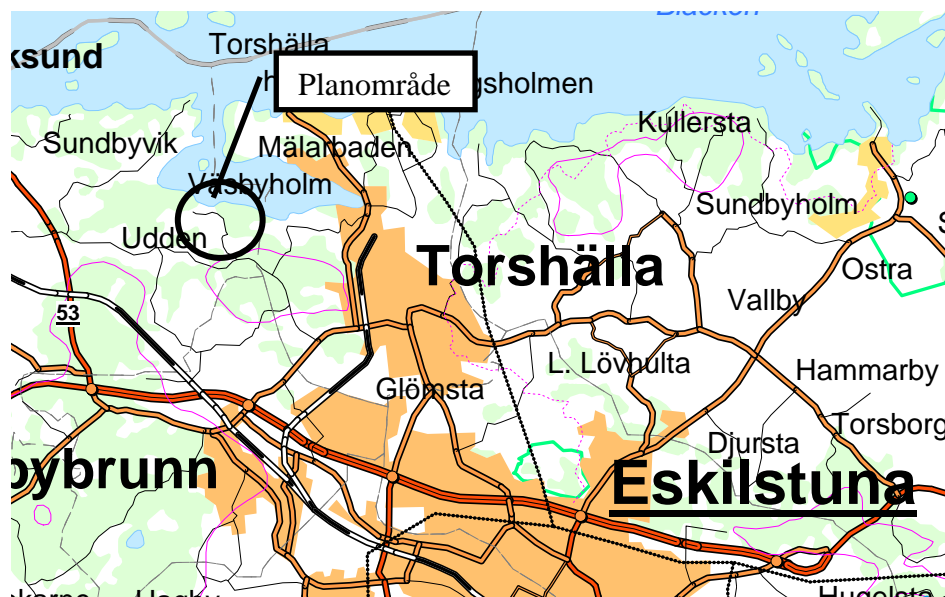 ksund
Torshälla
Planområde
gsholmen
Sundbyvik
Mälarbaden
Kullersta
Väsbyholm
Sundbyholm
Udden
Torshälla
Ostra
53
Vallby
L. Lövhulta
Glömsta
Hammarby
Torsborg
Djursta
bybrunn
Eskilstuna